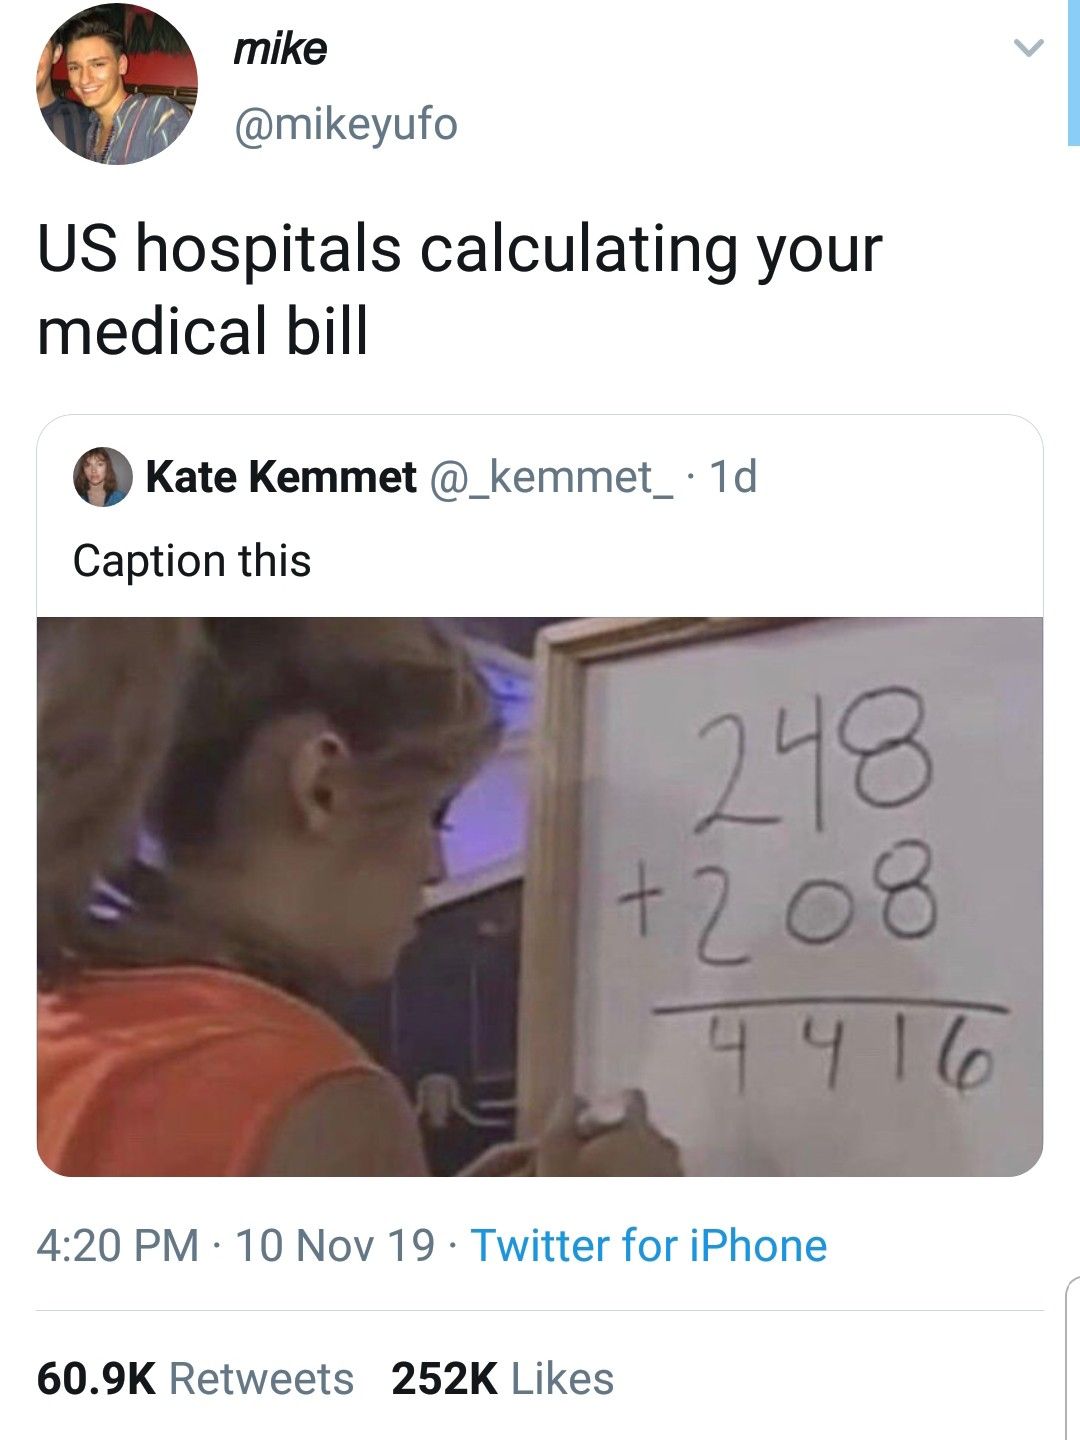 mike
@mikeyufo
US hospitals calculating your
medical bill
Kate Kemmet @_kemmet_ · 1d
Caption this
248
+208
4416
4:20 PM · 10 Nov 19 · Twitter for iPhone
60.9K Retweets 252K Likes